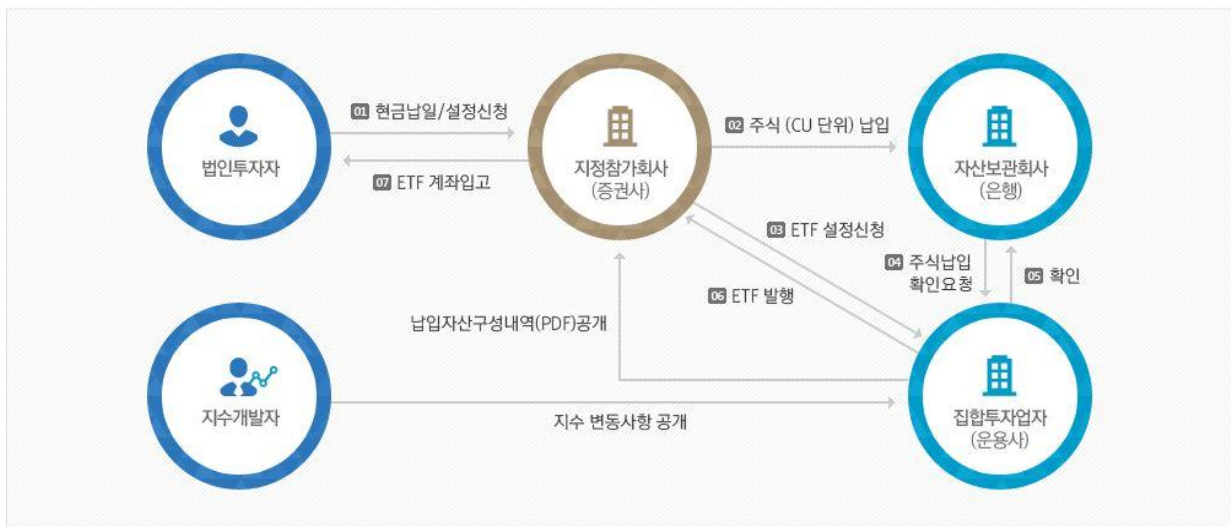 01 현금납일/설정신청
02 주식 (CU 단위) 납입
법인투자자
지정참가회사
(증권사)
자산보관회사
(은행)
07 ETF 계좌입고
03 ETF 설정신청
04 주식납입
확인요청
05 확인
06 ETF 발행
납입자산구성내역(PDF)공개
지수개발자
지수 변동사항 공개
집합투자업자
(운용사)